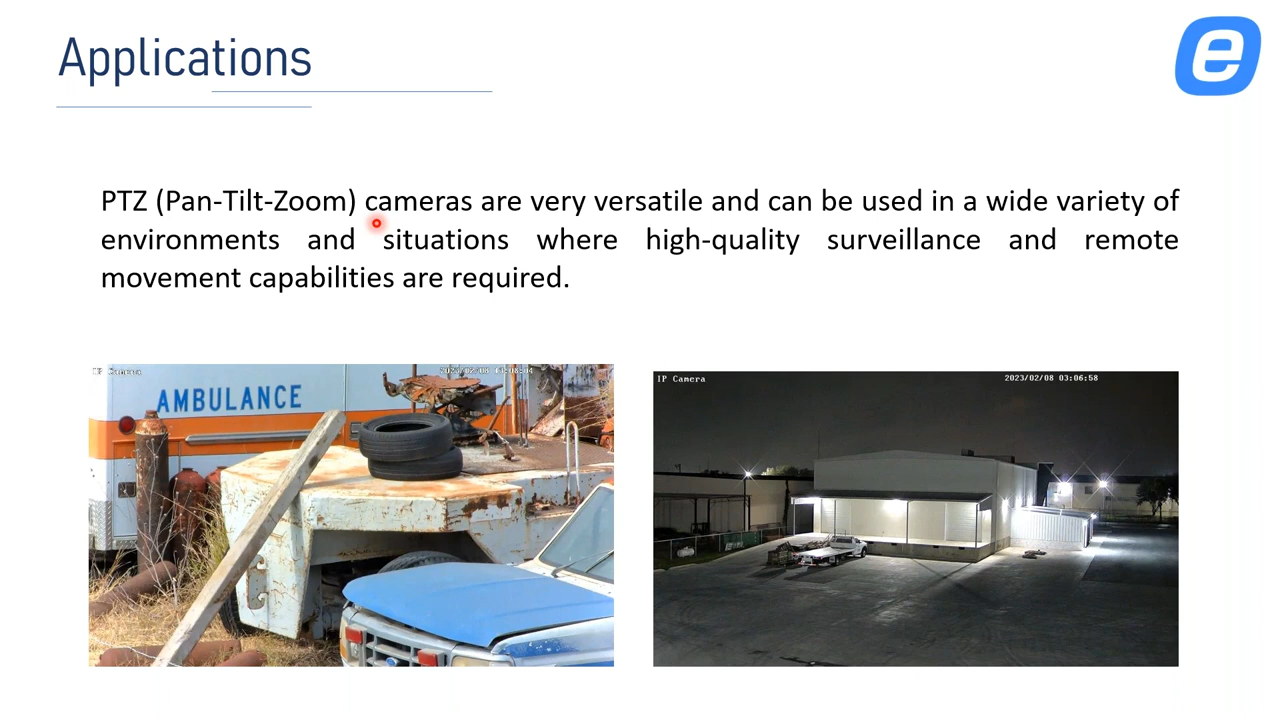 Applications
e
PTZ (Pan-Tilt-Zoom) cameras are very versatile and can be used in a wide variety of
environments and situations where high-quality surveillance and remote
movement capabilities are required.
IP Camera
AMBULANCE
IP Camera 2023/02/08 03:06:58